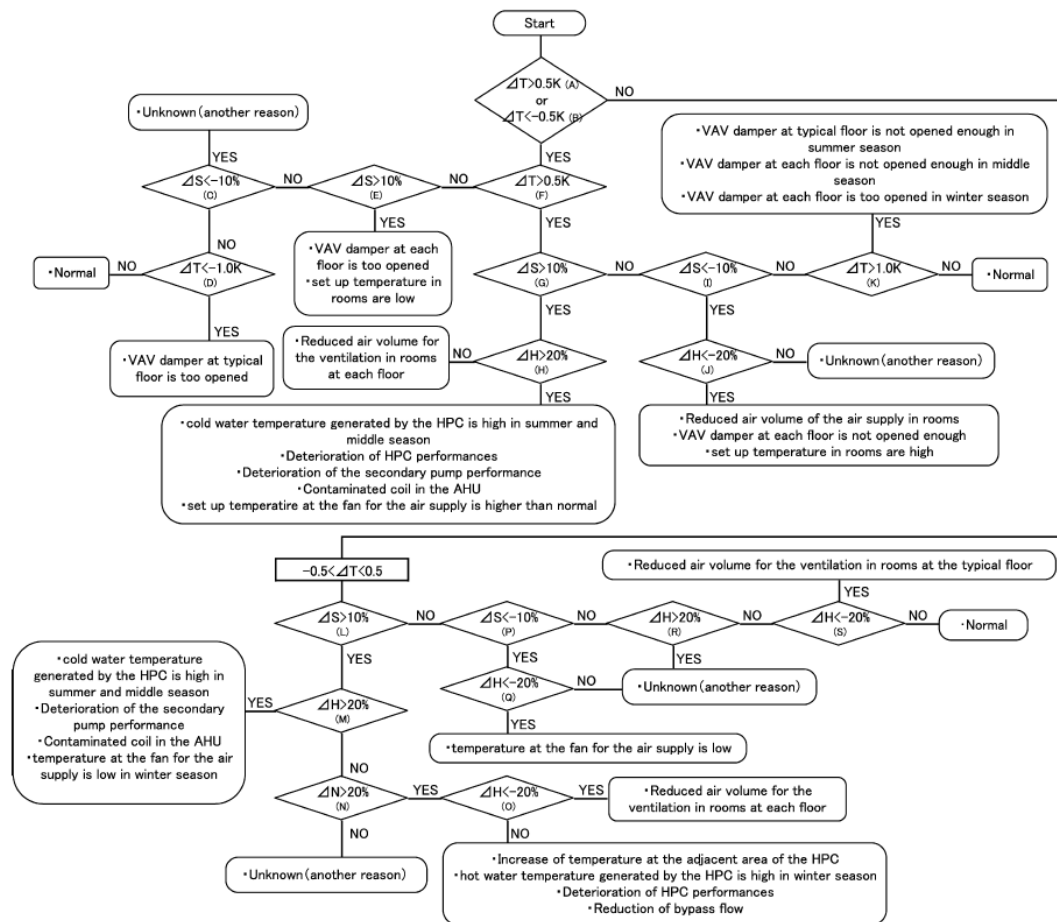 Start
⊿T>0.5K (A)
or
⊿T<-0.5K (B)
NO
YES
・Unknown(another reason)
YES
⊿S<-10%
(C)
NO
⊿S>10%
(E)
NO
⊿T>0.5K
(F)
・VAV damper at typical floor is not opened enough in
summer season
・VAV damper at each floor is not opened enough in middle
season
・VAV damper at each floor is too opened in winter season
NO
YES
YES
YES
・Normal
NO
⊿T<-1.0K
(D)
・VAV damper at each
floor is too opened
・set up temperature in
rooms are low
⊿S>10%
(G)
NO
⊿S<-10%
(I)
NO
⊿T>1.0K
(K)
NO
・Normal
YES
YES
YES
・VAV damper at typical
floor is too opened
・Reduced air volume for
the ventilation in rooms
at each floor
NO
⊿H>20%
(H)
⊿H<-20%
(J)
NO
・Unknown(another reason)
YES
YES
・cold water temperature generated by the HPC is high in summer and
middle season
・Deterioration of HPC performances
・Deterioration of the secondary pump performance
・Contaminated coil in the AHU
・set up temperatire at the fan for the air supply is higher than normal
・Reduced air volume of the air supply in rooms
・VAV damper at each floor is not opened enough
・set up temperature in rooms are high
-0.5<⊿T<0.5
・Reduced air volume for the ventilation in rooms at the typical floor
YES
⊿S>10%
(L)
NO
⊿S<-10%
(P)
NO
⊿H>20%
(R)
NO
⊿H<-20%
(S)
NO
・Normal
YES
YES
YES
・cold water temperature
generated by the HPC is high in
summer and middle season
・Deterioration of the secondary
pump performance
・Contaminated coil in the AHU
・temperature at the fan for the air
supply is low in winter season
YES
⊿H>20%
(M)
⊿H<-20%
(Q)
NO
・Unknown(another reason)
YES
・temperature at the fan for the air supply is low
NO
⊿N>20%
(N)
YES
⊿H<-20%
(O)
YES
・Reduced air volume for the
ventilation in rooms at each floor
NO
NO
・Unknown(another reason)
・Increase of temperature at the adjacent area of the HPC
・hot water temperature generated by the HPC is high in winter season
・Deterioration of HPC performances
・Reduction of bypass flow